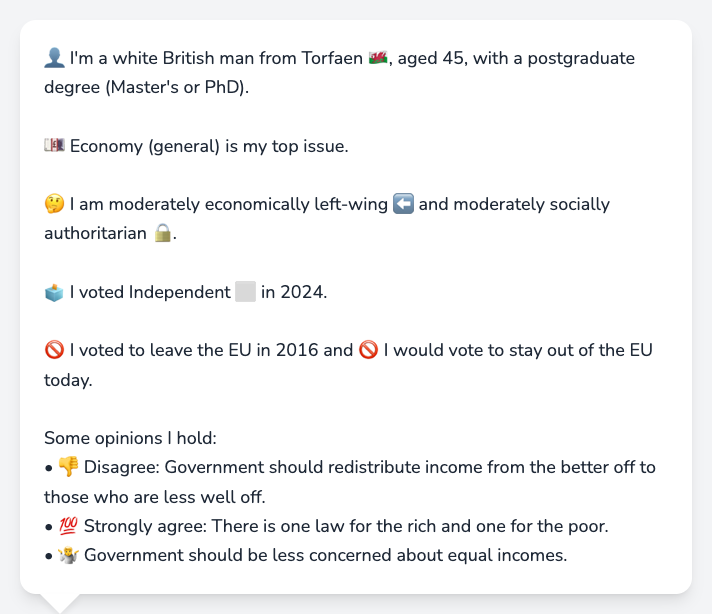 👤 I'm a white British man from Torfaen 🏴󠁧󠁢󠁷󠁬󠁳󠁿, aged 45, with a postgraduate
degree (Master's or PhD).
💷 Economy (general) is my top issue.
🤔 I am moderately economically left-wing ⬅️ and moderately socially
authoritarian 🔒.
🗳️ I voted Independent ⬜ in 2024.
🚫 I voted to leave the EU in 2016 and 🚫 I would vote to stay out of the EU
today.
Some opinions I hold:
• 👎 Disagree: Government should redistribute income from the better off to
those who are less well off.
• 💯 Strongly agree: There is one law for the rich and one for the poor.
• 🤷 Government should be less concerned about equal incomes.